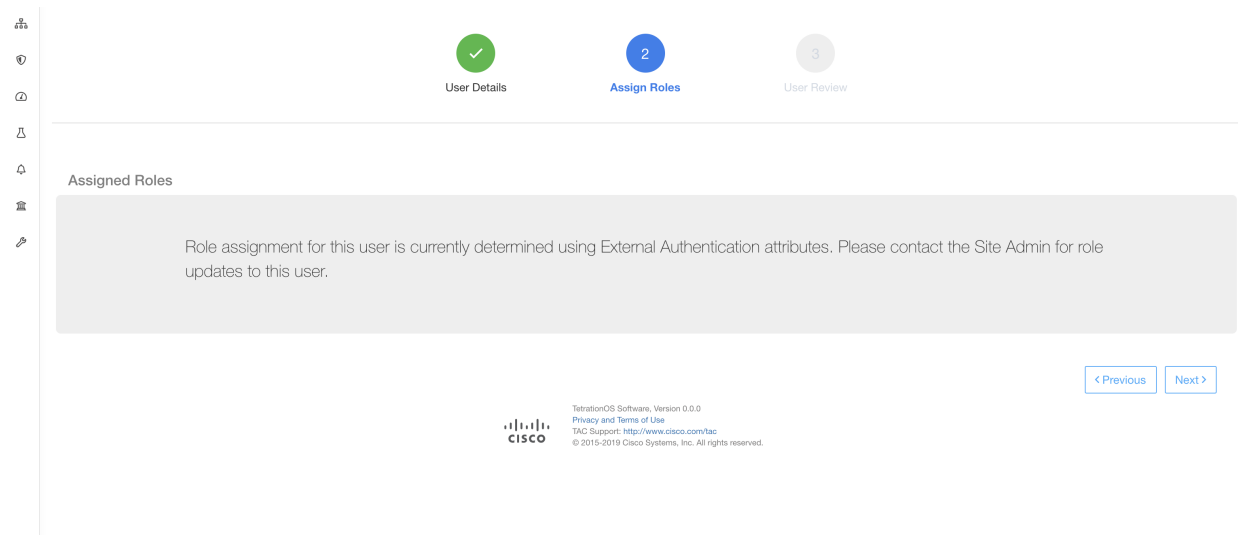 2
3
User Details
Assign Roles
User Review
Assigned Roles
Role assignment for this user is currently determined using External Authentication attributes. Please contact the Site Admin for role
updates to this user.
Previous
Next
TetrationOS Software, Version 0.0.0
Privacy and Terms of Use
TAC Support: http://www.cisco.com/tac
© 2015-2019 Cisco Systems, Inc. All rights reserved.
CISCO